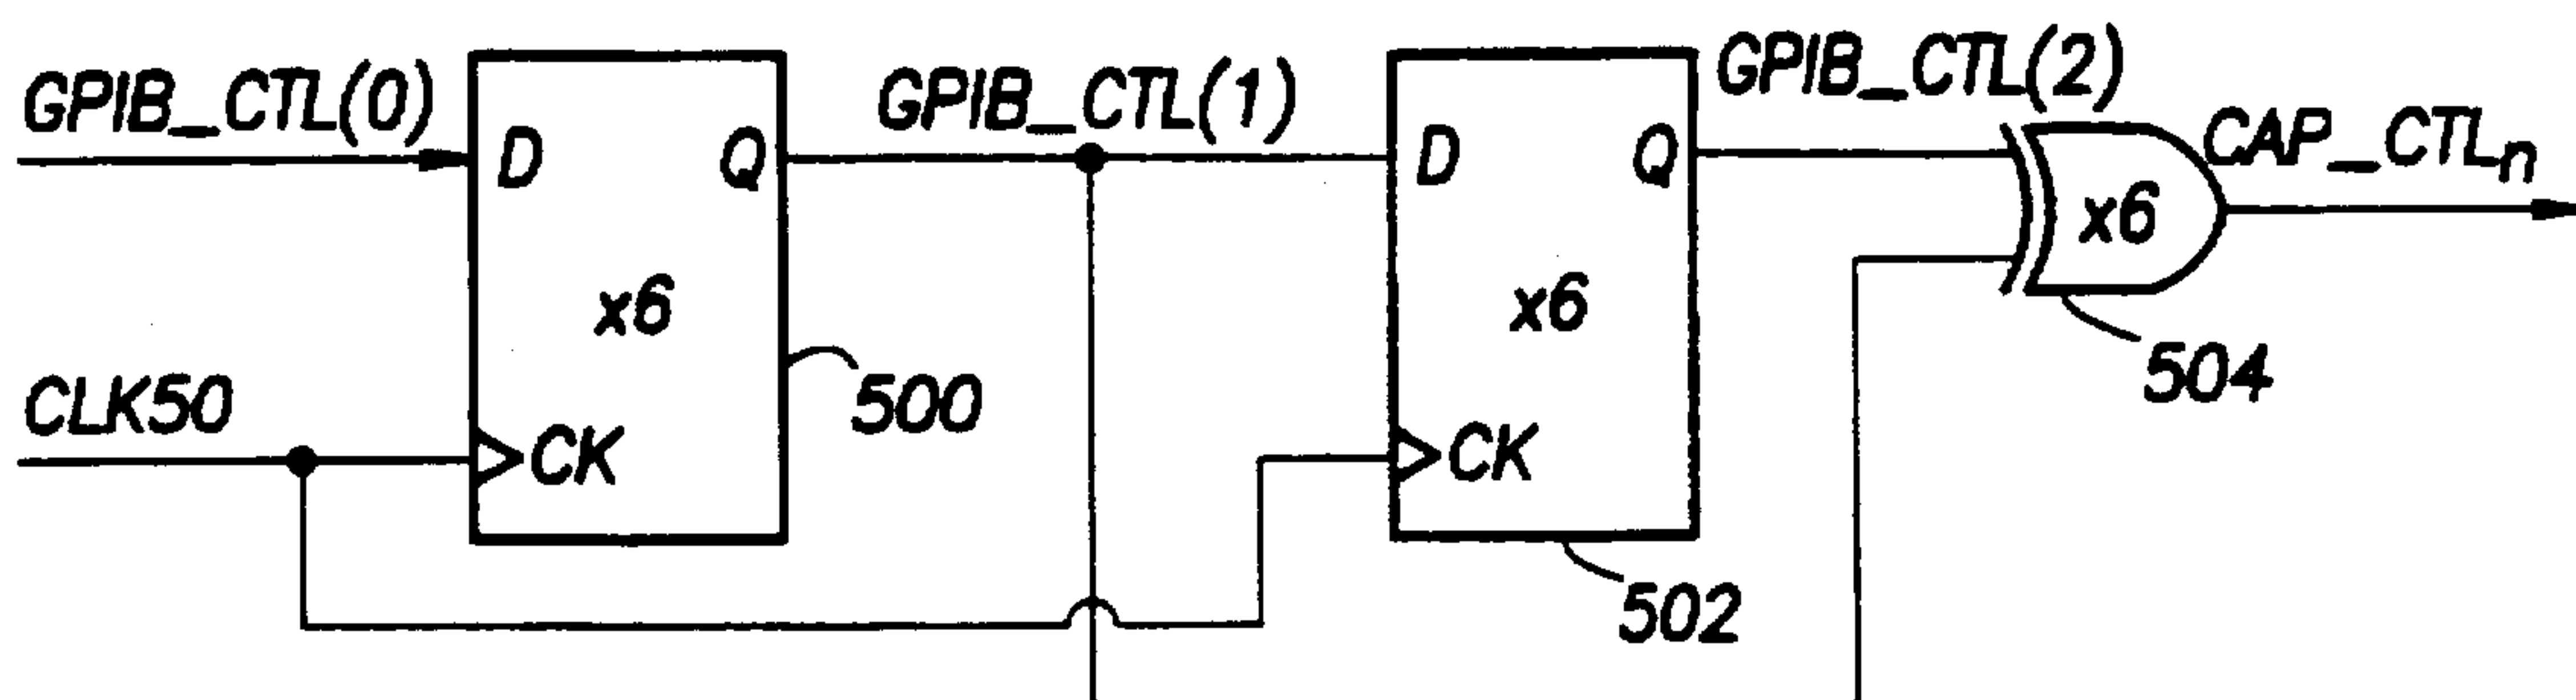 GPIB_CTL(0)
D
Q
x6
CK
500
CLK50
GPIB_CTL(1)
D
Q
x6
CK
502
GPIB_CTL(2)
x6
504
CAP_CTLn